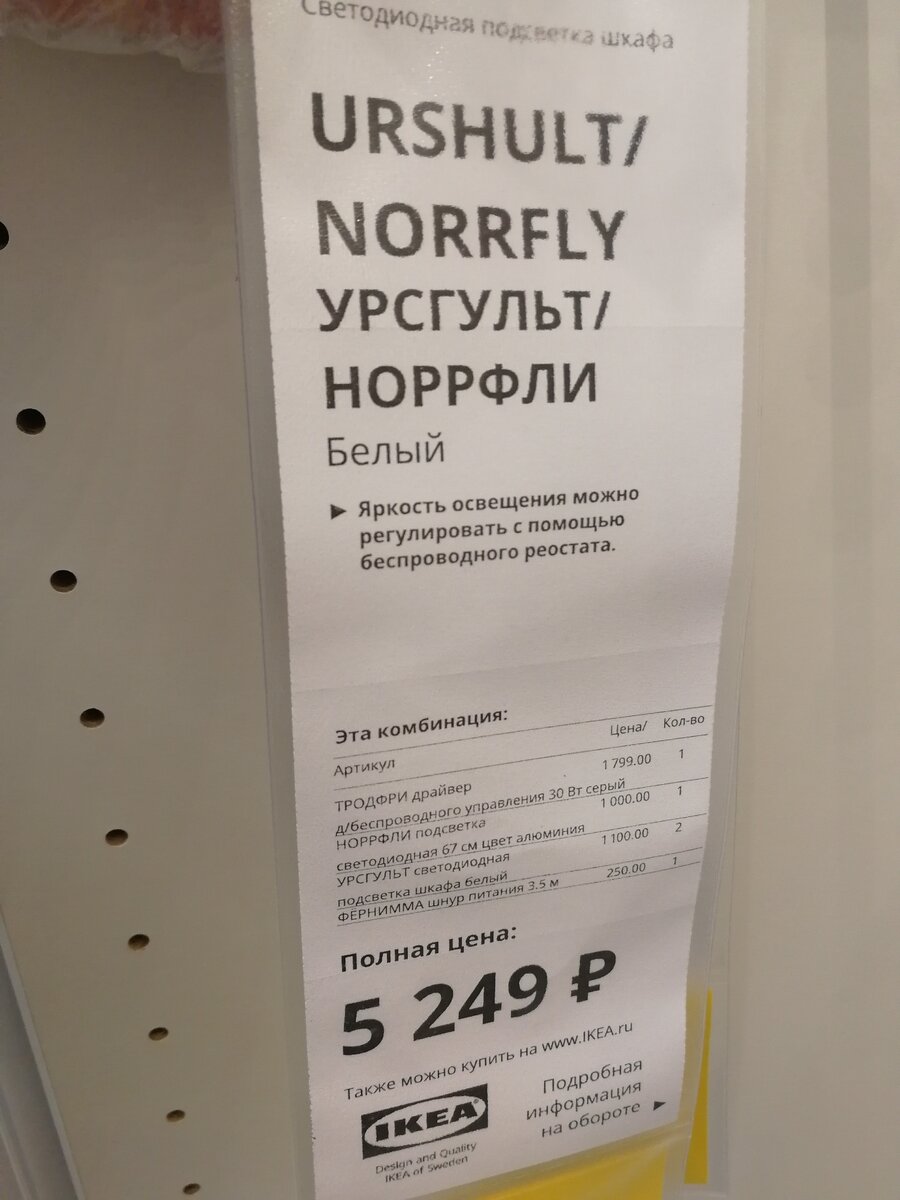 Светодиодная подсветка шкафа
URSHULT/
NORRFLY
УРСГУЛЬТ/
НОРРФЛИ
Белый
► Яркость освещения можно
регулировать с помощью
беспроводного реостата.
Эта комбинация:
Артикул Цена/ Кол-во
ТРОДФРИ драйвер 1 799.00 1
д/беспроводного управления 30 Вт серый
НОРРФЛИ подсветка 1 000.00 1
светодиодная 67 см цвет алюминия
УРСГУЛЬТ светодиодная 1 100.00 2
подсветка шкафа белый
ФЁРНИММА шнур питания 3.5 м 250.00 1
Полная цена:
5 249 ₽
Также можно купить на www.IKEA.ru
Подробная
информация
на обороте ►
IKEA®
Design and Quality
IKEA of Sweden